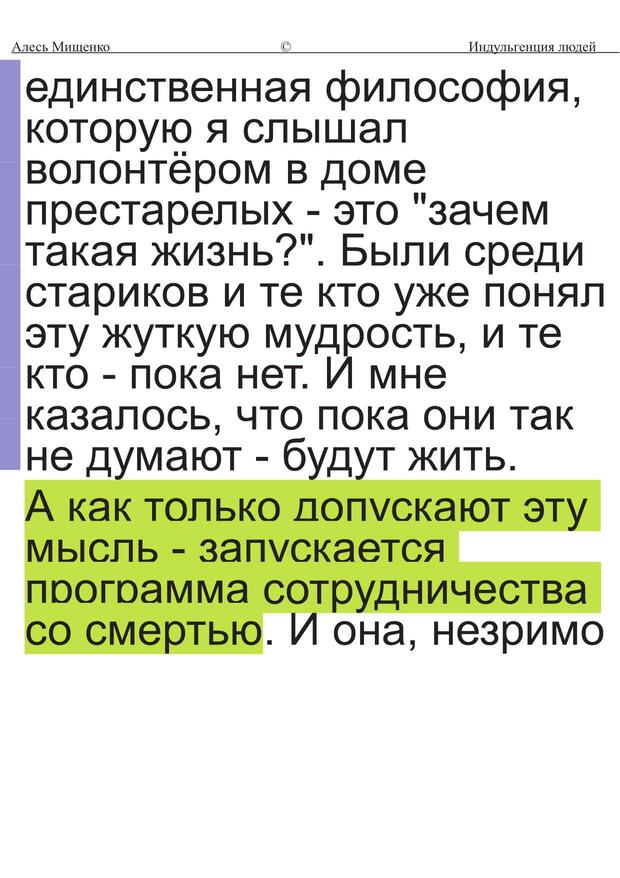 Алесь Мищенко © Индульгенция людей
единственная философия,
которую я слышал
волонтёром в доме
престарелых - это "зачем
такая жизнь?". Были среди
стариков и те кто уже понял
эту жуткую мудрость, и те
кто - пока нет. И мне
казалось, что пока они так
не думают - будут жить.
А как только допускают эту
мысль - запускается
программа сотрудничества
со смертью. И она, незримо